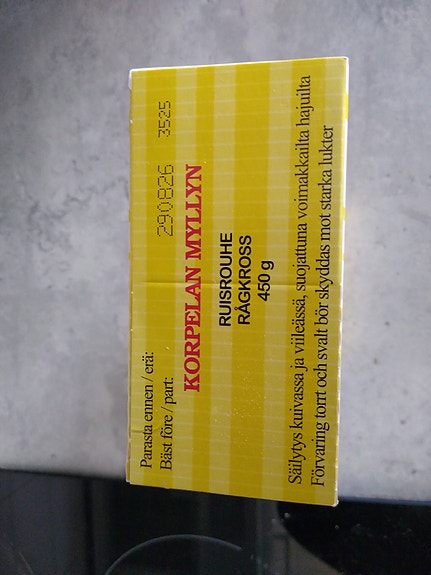 Parasta ennen / erä:
Bäst före / part:
290826 3525
KORPELAN MYLLYN
RUISROUHE
RÅGKROSS
450 g
Säilytys kuivassa ja viileässä, suojattuna voimakkailta hajuilta
Förvaring torrt och svalt bör skyddas mot starka lukter